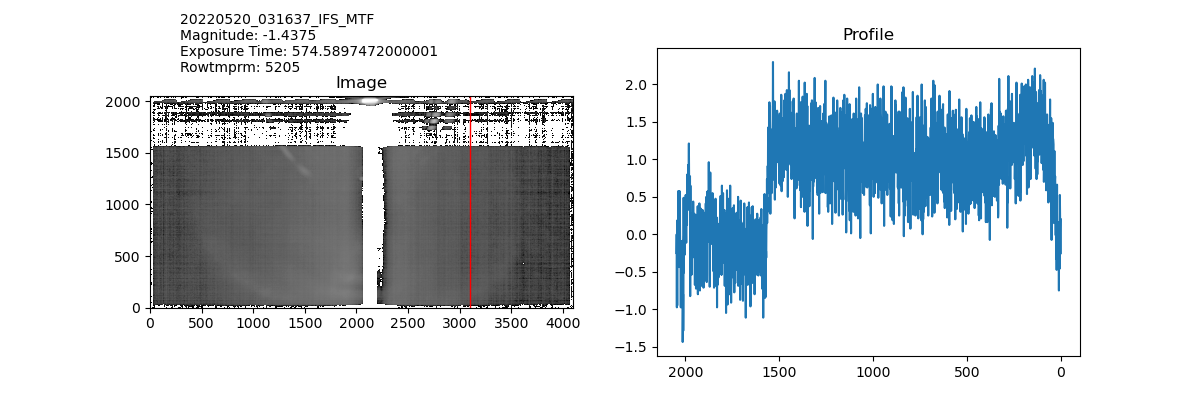 20220520_031637_IFS_MTF
Magnitude: -1.4375
Exposure Time: 574.5897472000001
Rowtmprm: 5205
Image
2000
1500
1000
500
0
0 500 1000 1500 2000 2500 3000 3500 4000
Profile
2.0
1.5
1.0
0.5
0.0
−0.5
−1.0
−1.5
2000 1500 1000 500 0